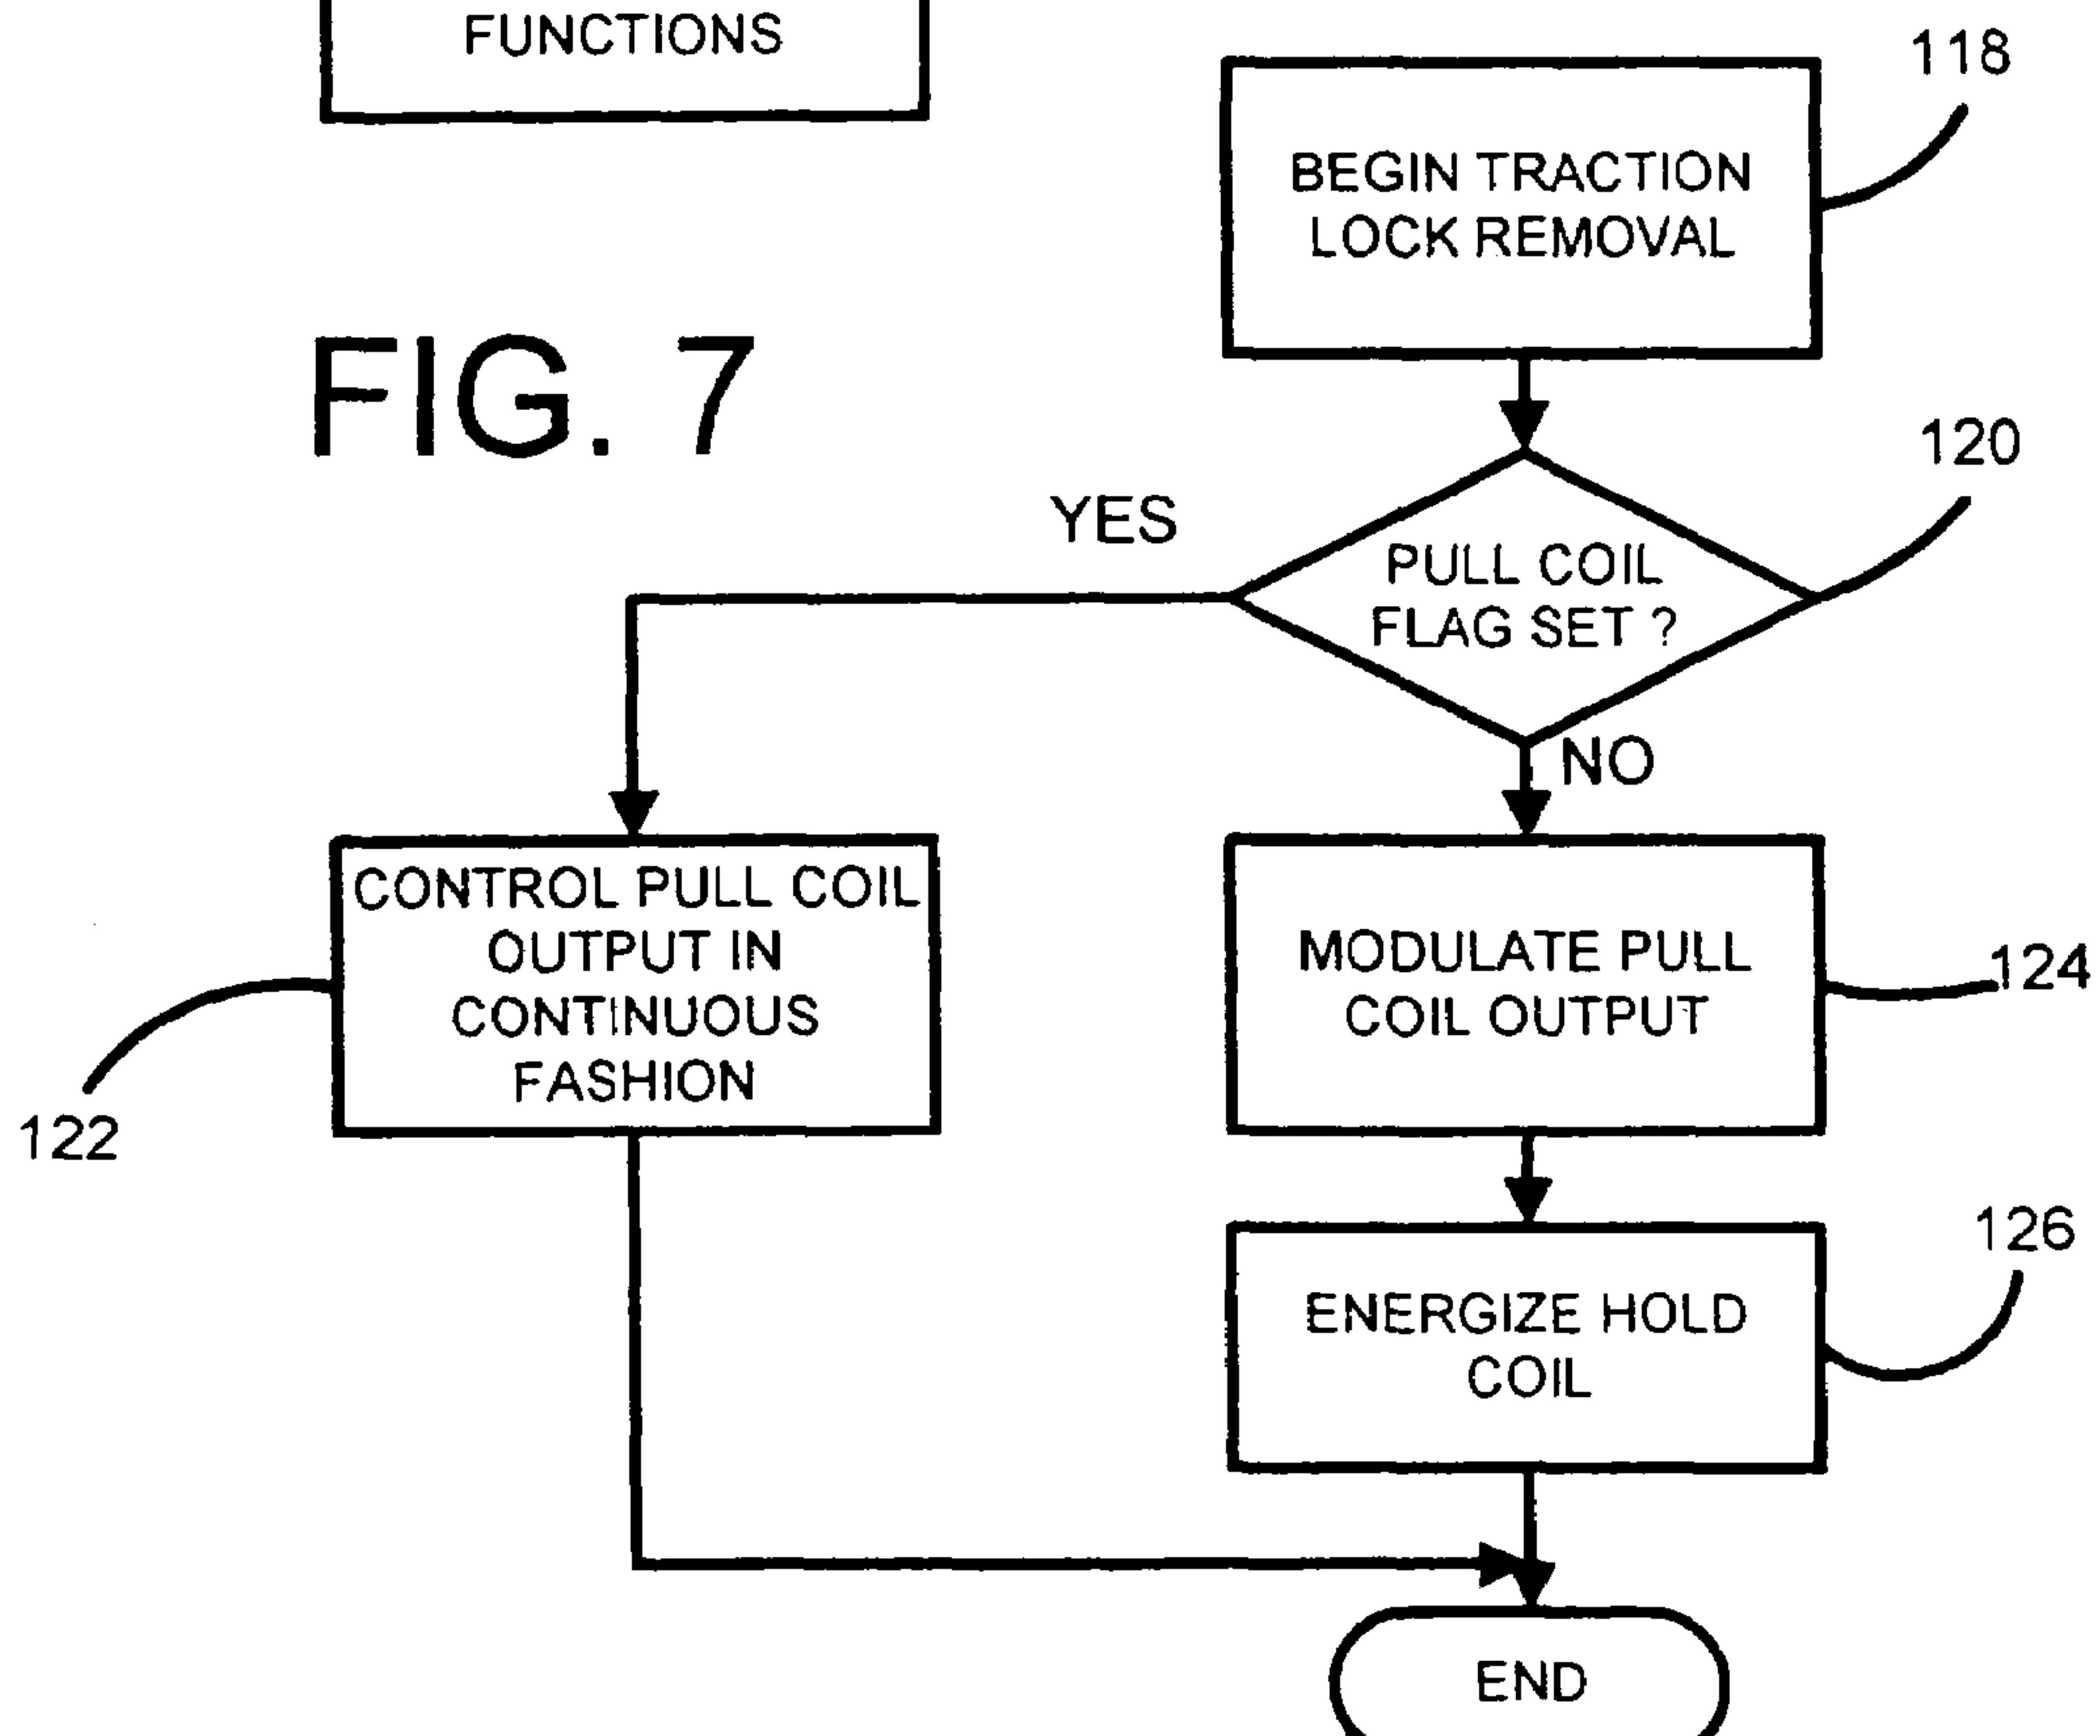 FUNCTIONS
118
BEGIN TRACTION
LOCK REMOVAL
FIG. 7
120
YES
PULL COIL
FLAG SET ?
NO
CONTROL PULL COIL
OUTPUT IN
CONTINUOUS
FASHION
122
MODULATE PULL
COIL OUTPUT
124
126
ENERGIZE HOLD
COIL
END